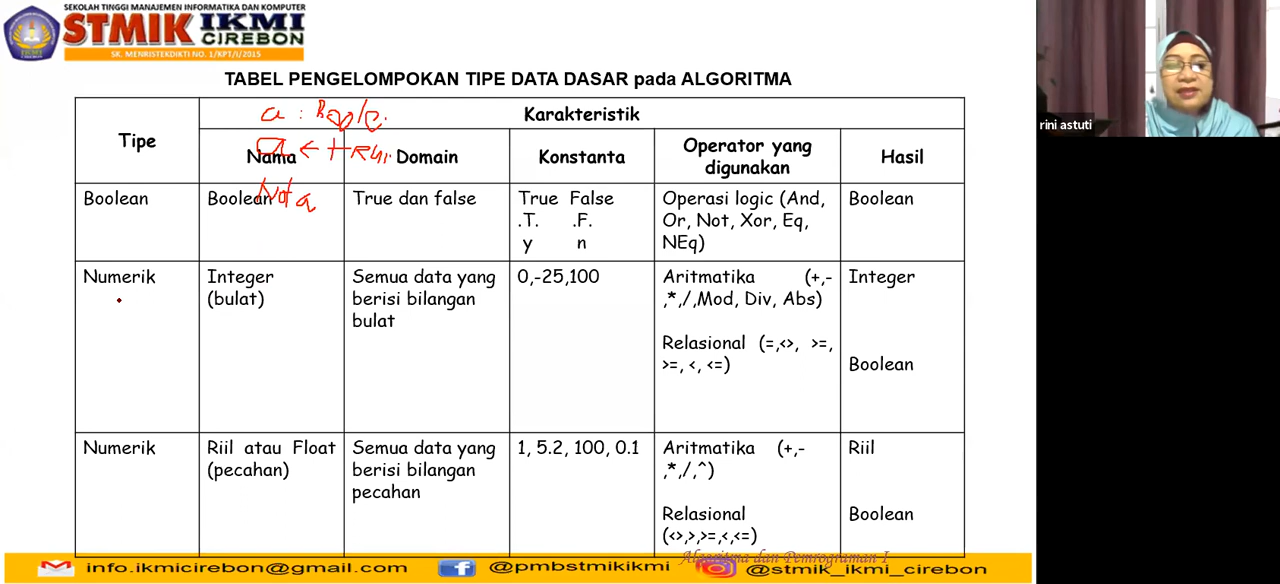 SEKOLAH TINGGI MANAJEMEN INFORMATIKA DAN KOMPUTER
STMIK IKMI
CIREBON
SK. MENRISTEKDIKTI NO. 1/KPT/I/2015
rini astuti
TABEL PENGELOMPOKAN TIPE DATA DASAR pada ALGORITMA
Tipe
Karakteristik
a :
Nama
Domain
Konstanta
Operator yang
digunakan
Hasil
a ←
Not a
Boolean
Boolean
True dan false
True False
.T. .F.
y n
Operasi logic (And,
Or, Not, Xor, Eq,
NEq)
Boolean
Numerik
Integer
(bulat)
Semua data yang
berisi bilangan
bulat
0,-25,100
Aritmatika (+,-
,*,/,Mod, Div, Abs)
Relasional (=,<>, >=,
>=, <, <=)
Integer
Boolean
Numerik
Riil atau Float
(pecahan)
Semua data yang
berisi bilangan
pecahan
1, 5.2, 100, 0.1
Aritmatika (+,-
,*,/,^)
Relasional
(<>,>,>=,<,<=)
Riil
Boolean
Algoritma dan Pemrograman I
info.ikmicirebon@gmail.com
@pmbstmikikmi
@stmik_ikmi_cirebon